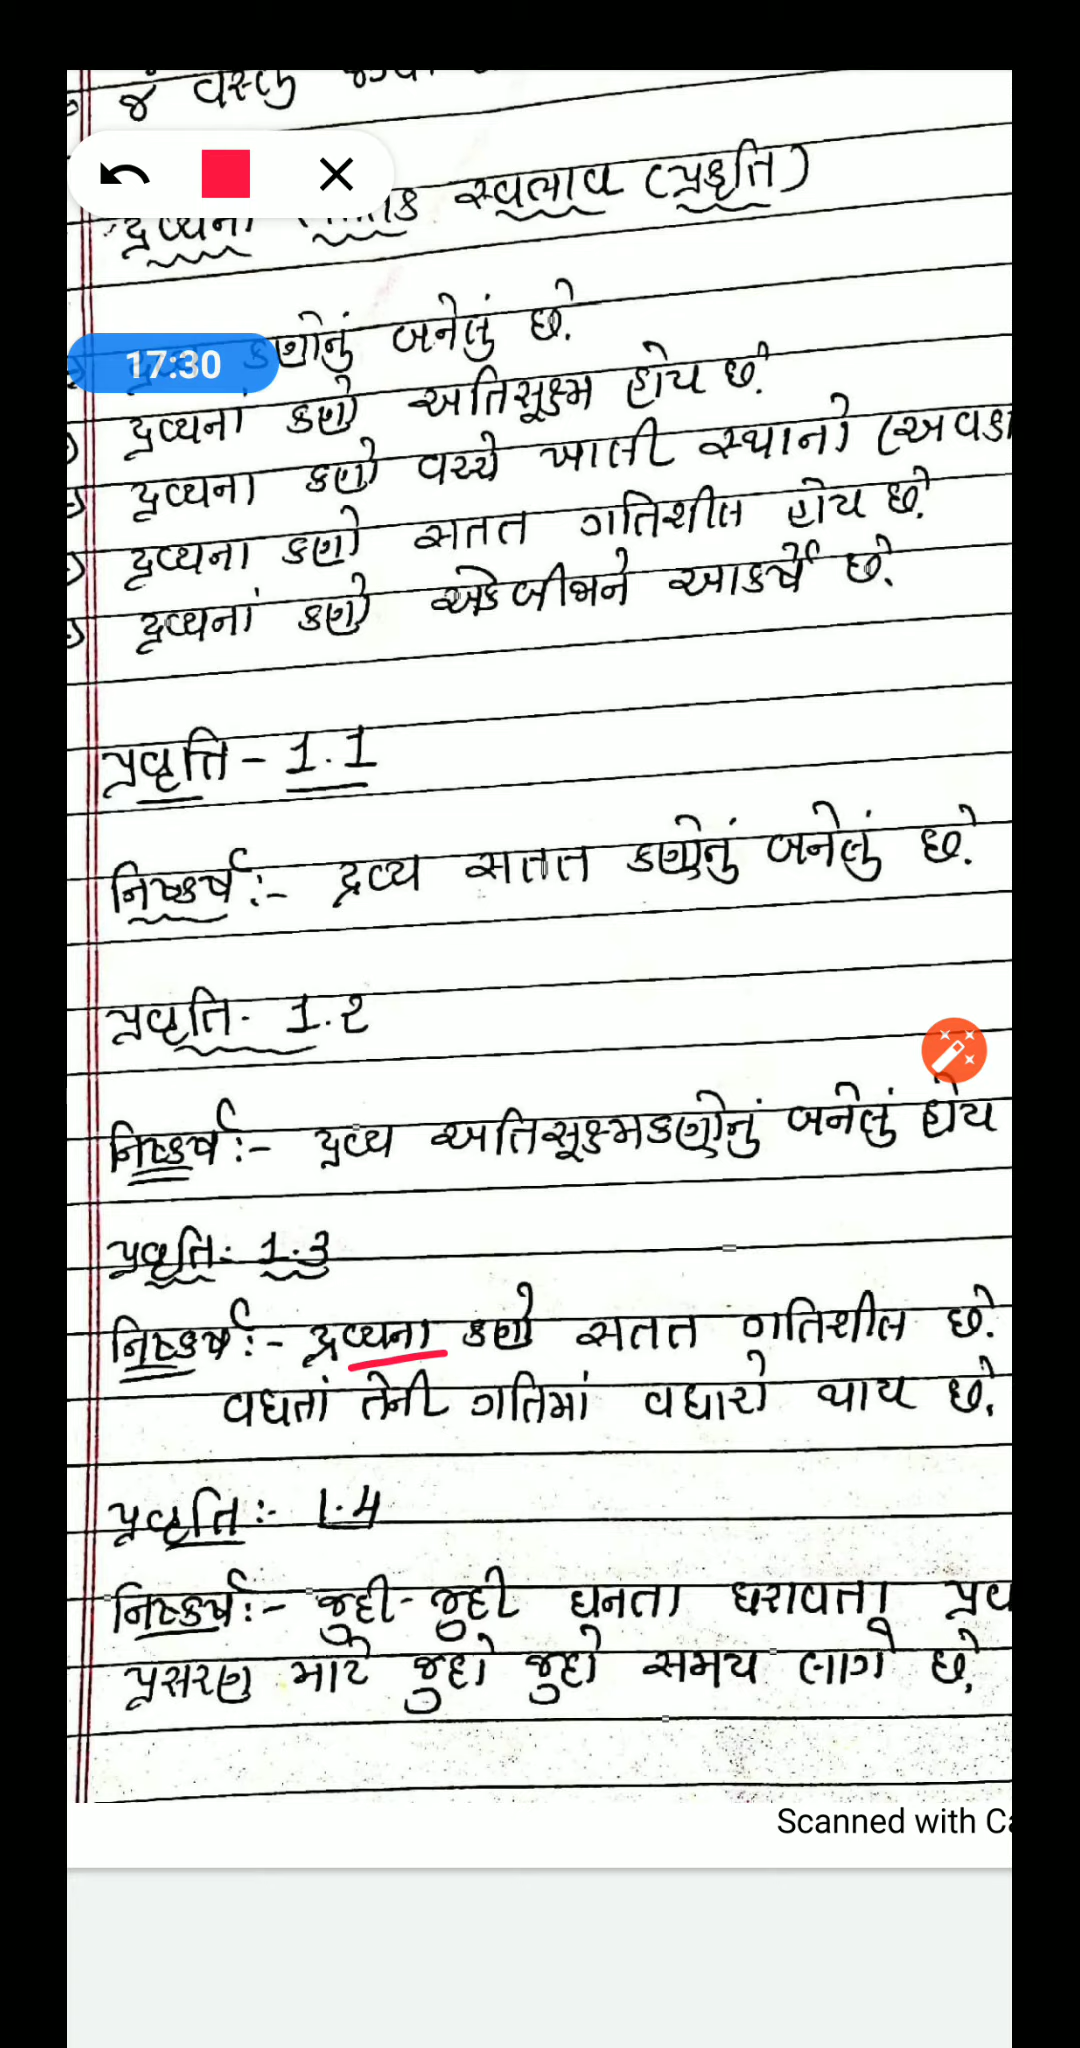 જે વસ્તુ
દ્રવ્યના સ્વભાવ (પ્રકૃતિ)
કણોનું બનેલું છે.
17:30
દ્રવ્યનાં કણો અતિસૂક્ષ્મ હોય છે.
દ્રવ્યના કણો વચ્ચે ખાલી સ્થાનો (અવકા
દ્રવ્યના કણો સતત ગતિશીલ હોય છે.
દ્રવ્યનાં કણો એકબીજાને આકર્ષે છે.
પ્રવૃત્તિ - 1.1
નિષ્કર્ષ :- દ્રવ્ય સતત કણોનું બનેલું છે.
પ્રવૃતિ - 1.2
નિષ્કર્ષ :- દ્રવ્ય અતિસૂક્ષ્મકણોનું બનેલું હોય
પ્રવૃતિ :- 1.3
નિષ્કર્ષ :- દ્રવ્યના કણો સતત ગતિશીલ છે.
વધતાં તેની ગતિમાં વધારો થાય છે.
પ્રવૃતિ :- 1.4
નિષ્કર્ષ :- જુદી-જુદી ઘનતા ધરાવતા પ્રવ
પ્રસરણ માટે જુદો જુદો સમય લાગે છે.
Scanned with Ca